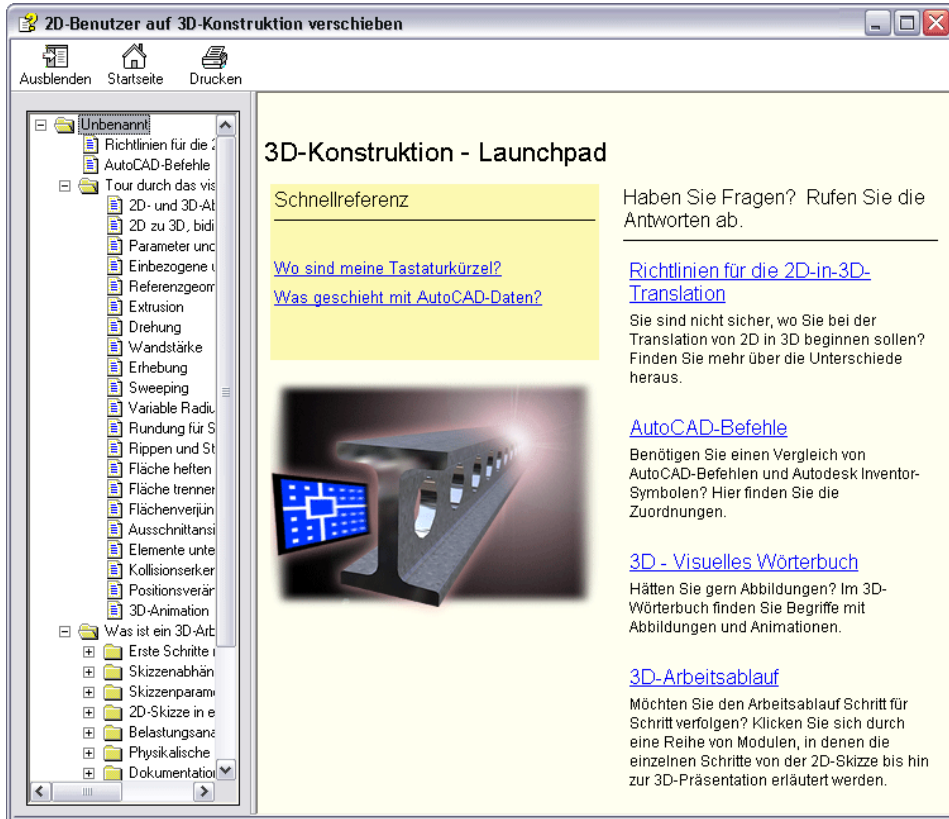 2D-Benutzer auf 3D-Konstruktion verschieben
Ausblenden Startseite Drucken
Unbenannt
Richtlinien für die
AutoCAD-Befehle
Tour durch das vis
2D- und 3D-Al
2D zu 3D, bidi
Parameter und
Einbezogene u
Referenzgeom
Extrusion
Drehung
Wandstärke
Erhebung
Sweeping
Variable Radiu
Rundung für S
Rippen und St
Fläche heften
Fläche trennen
Flächenverjün
Ausschnittansi
Elemente unte
Kollisionserker
Positionsverär
3D-Animation
Was ist ein 3D-Arb
Erste Schritte
Skizzenabhän
Skizzenparame
2D-Skizze in e
Belastungsana
Physikalische
Dokumentation
3D-Konstruktion - Launchpad
Schnellreferenz
Wo sind meine Tastaturkürzel?
Was geschieht mit AutoCAD-Daten?
Haben Sie Fragen? Rufen Sie die
Antworten ab.
Richtlinien für die 2D-in-3D-
Translation
Sie sind nicht sicher, wo Sie bei der
Translation von 2D in 3D beginnen sollen?
Finden Sie mehr über die Unterschiede
heraus.
AutoCAD-Befehle
Benötigen Sie einen Vergleich von
AutoCAD-Befehlen und Autodesk Inventor-
Symbolen? Hier finden Sie die
Zuordnungen.
3D - Visuelles Wörterbuch
Hätten Sie gern Abbildungen? Im 3D-
Wörterbuch finden Sie Begriffe mit
Abbildungen und Animationen.
3D-Arbeitsablauf
Möchten Sie den Arbeitsablauf Schritt für
Schritt verfolgen? Klicken Sie sich durch
eine Reihe von Modulen, in denen die
einzelnen Schritte von der 2D-Skizze bis hin
zur 3D-Präsentation erläutert werden.